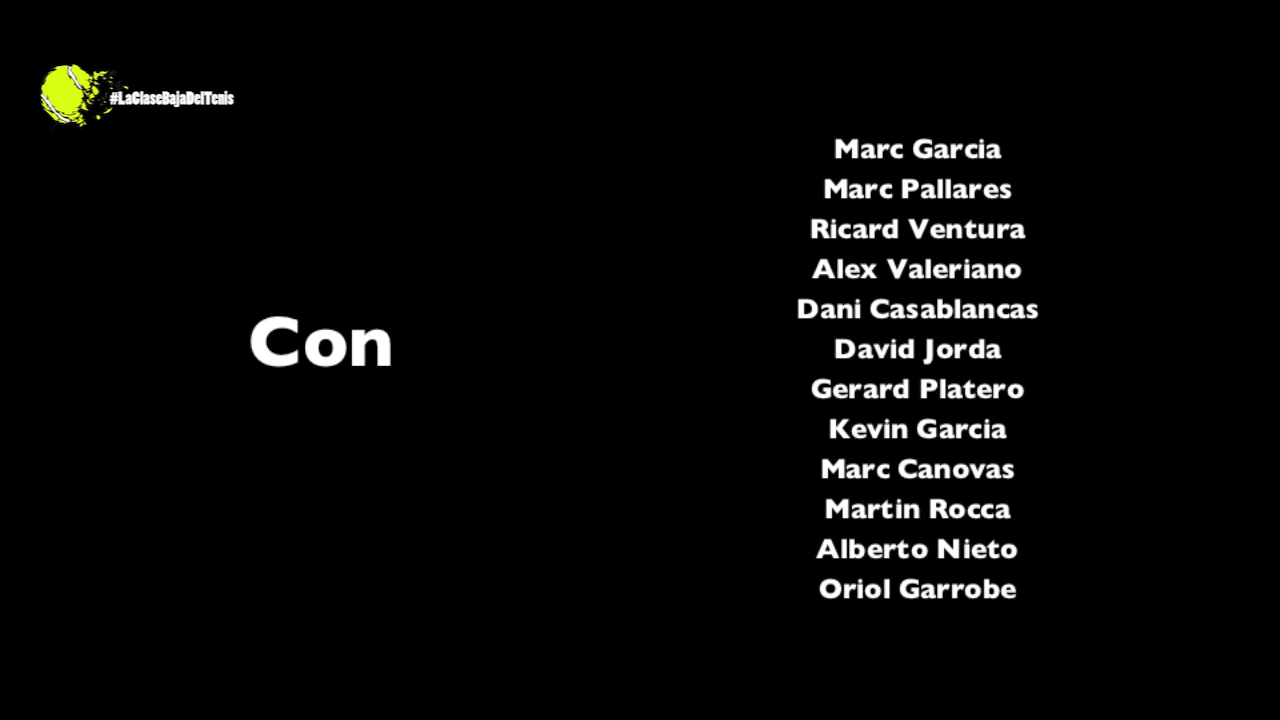 #LaClaseBajaDelTenis
Con
Marc Garcia
Marc Pallares
Ricard Ventura
Alex Valeriano
Dani Casablancas
David Jorda
Gerard Platero
Kevin Garcia
Marc Canovas
Martin Rocca
Alberto Nieto
Oriol Garrobe